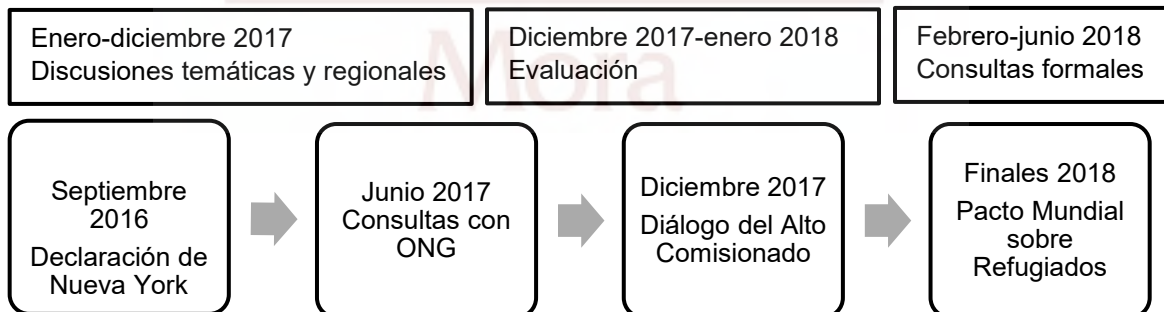 Enero-diciembre 2017
Discusiones temáticas y regionales
Diciembre 2017-enero 2018
Evaluación
Febrero-junio 2018
Consultas formales
Mora
Septiembre
2016
Declaración de
Nueva York
Junio 2017
Consultas con
ONG
Diciembre 2017
Diálogo del Alto
Comisionado
Finales 2018
Pacto Mundial
sobre
Refugiados